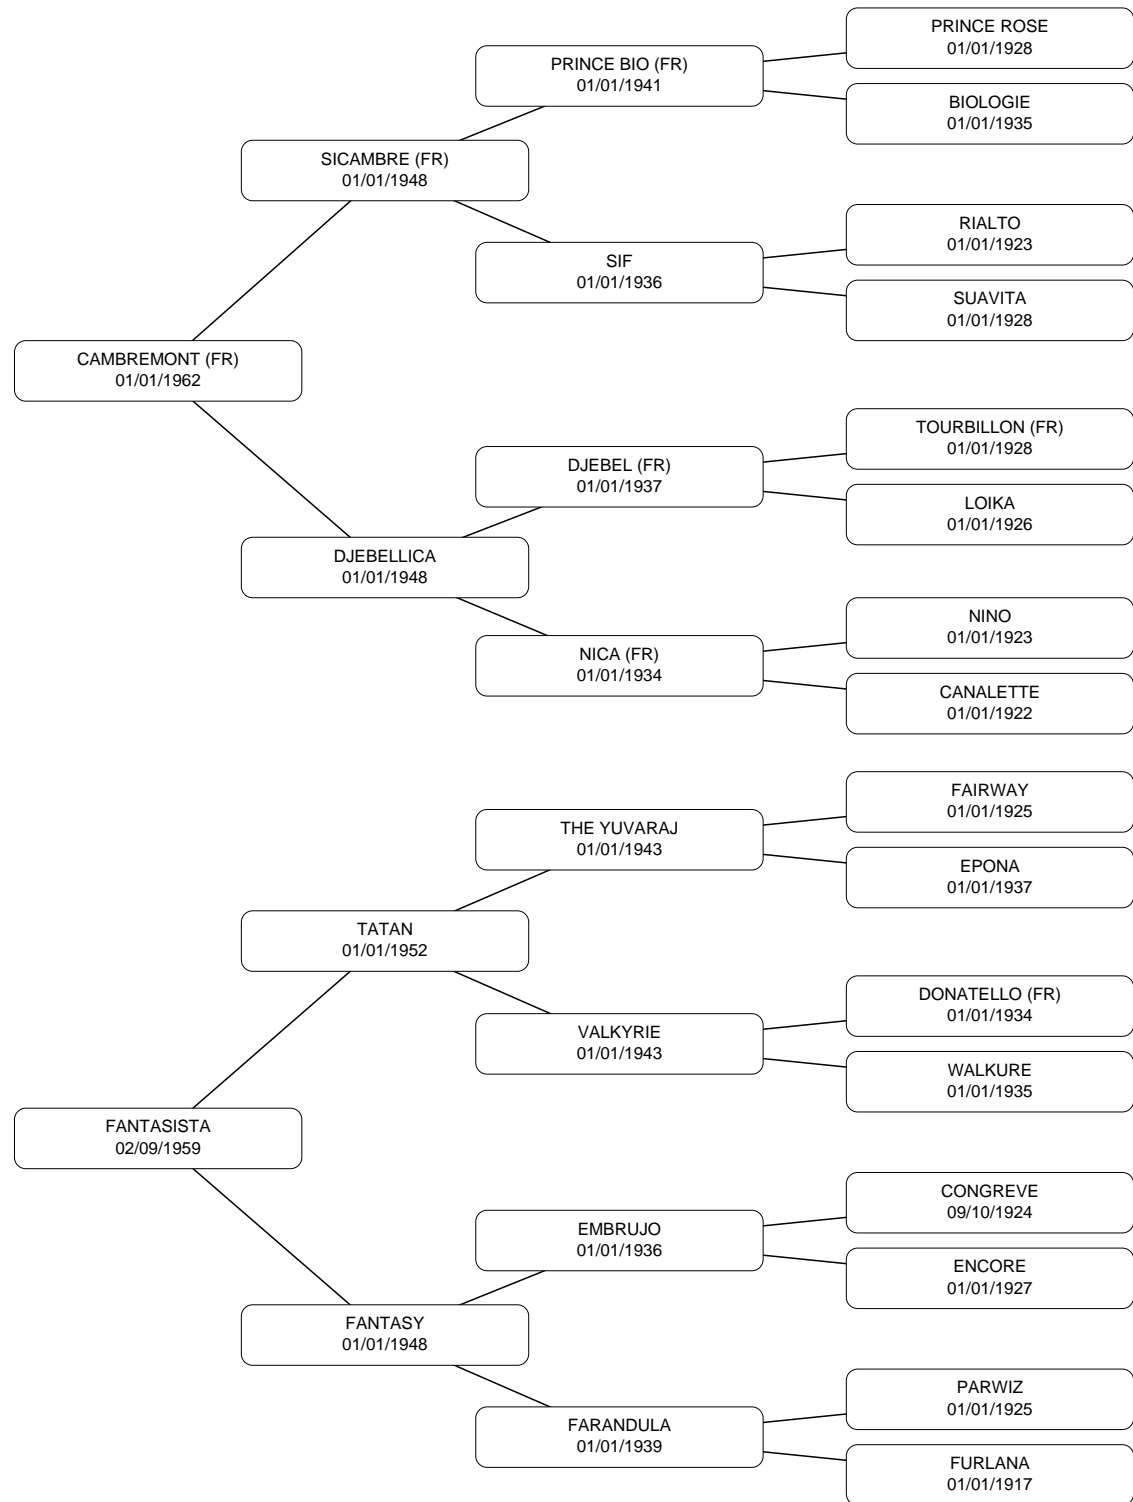 PRINCE ROSE
01/01/1928
PRINCE BIO (FR)
01/01/1941
BIOLOGIE
01/01/1935
SICAMBRE (FR)
01/01/1948
RIALTO
01/01/1923
SIF
01/01/1936
SUAVITA
01/01/1928
CAMBREMONT (FR)
01/01/1962
TOURBILLON (FR)
01/01/1928
DJEBEL (FR)
01/01/1937
LOIKA
01/01/1926
DJEBELLICA
01/01/1948
NINO
01/01/1923
NICA (FR)
01/01/1934
CANALETTE
01/01/1922
FAIRWAY
01/01/1925
THE YUVARAJ
01/01/1943
EPONA
01/01/1937
TATAN
01/01/1952
DONATELLO (FR)
01/01/1934
VALKYRIE
01/01/1943
WALKURE
01/01/1935
FANTASISTA
02/09/1959
CONGREVE
09/10/1924
EMBRUJO
01/01/1936
ENCORE
01/01/1927
FANTASY
01/01/1948
PARWIZ
01/01/1925
FARANDULA
01/01/1939
FURLANA
01/01/1917